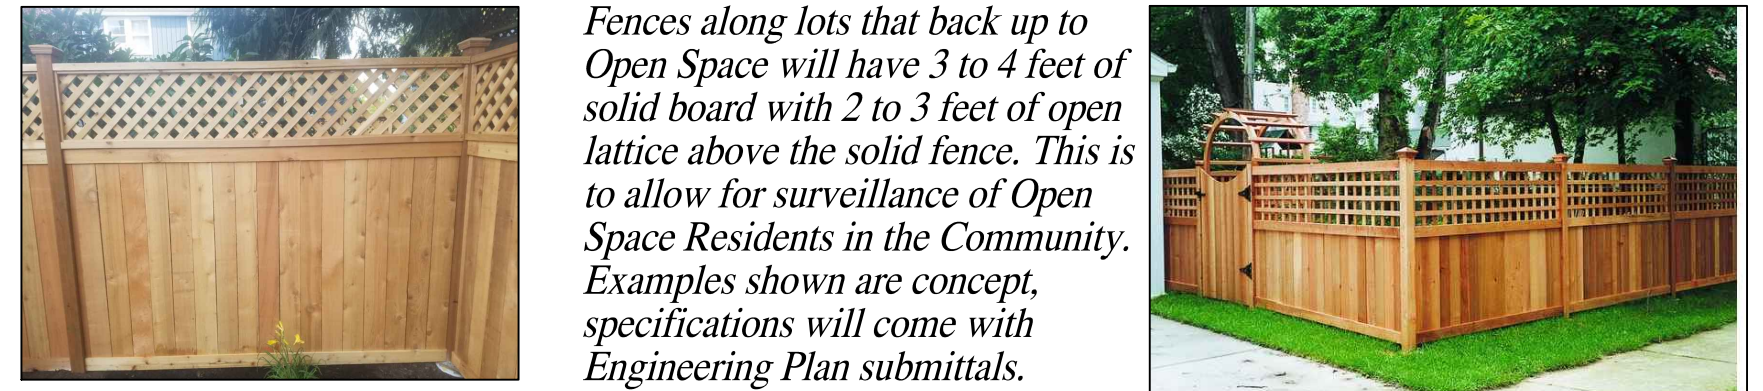 Fences along lots that back up to
Open Space will have 3 to 4 feet of
solid board with 2 to 3 feet of open
lattice above the solid fence. This is
to allow for surveillance of Open
Space Residents in the Community.
Examples shown are concept,
specifications will come with
Engineering Plan submittals.